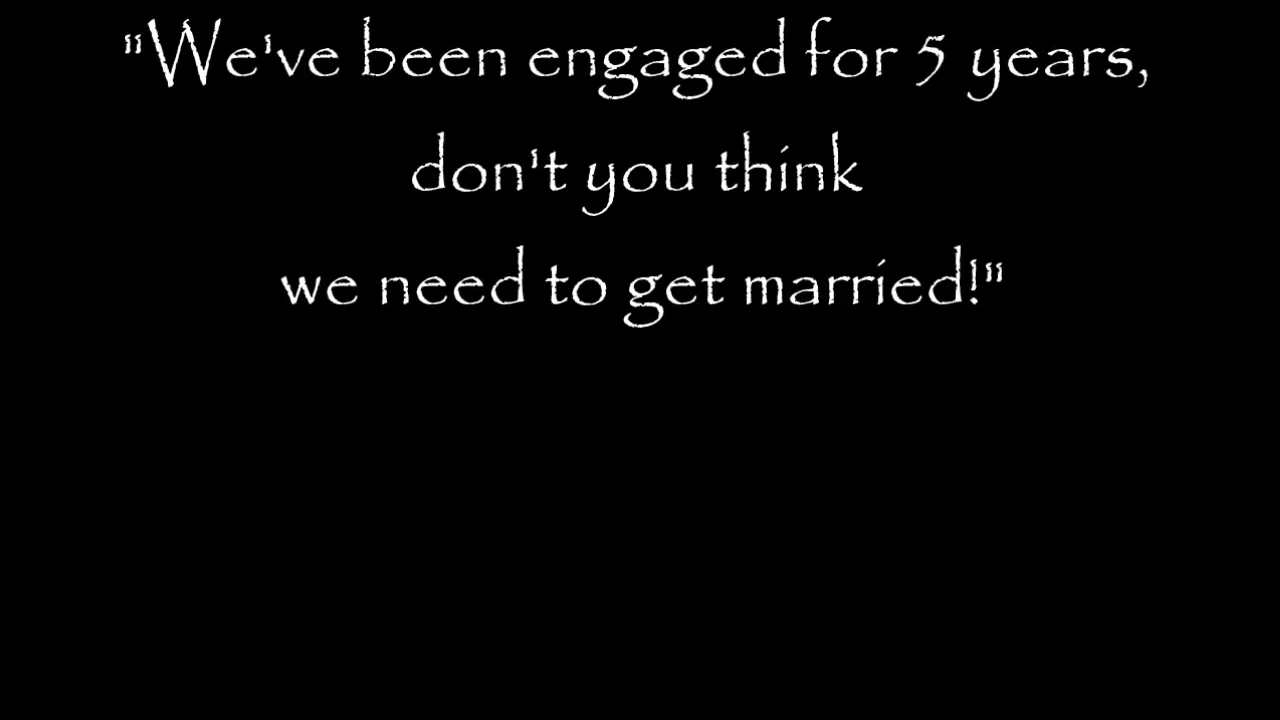 "We've been engaged for 5 years,
don't you think
we need to get married!"